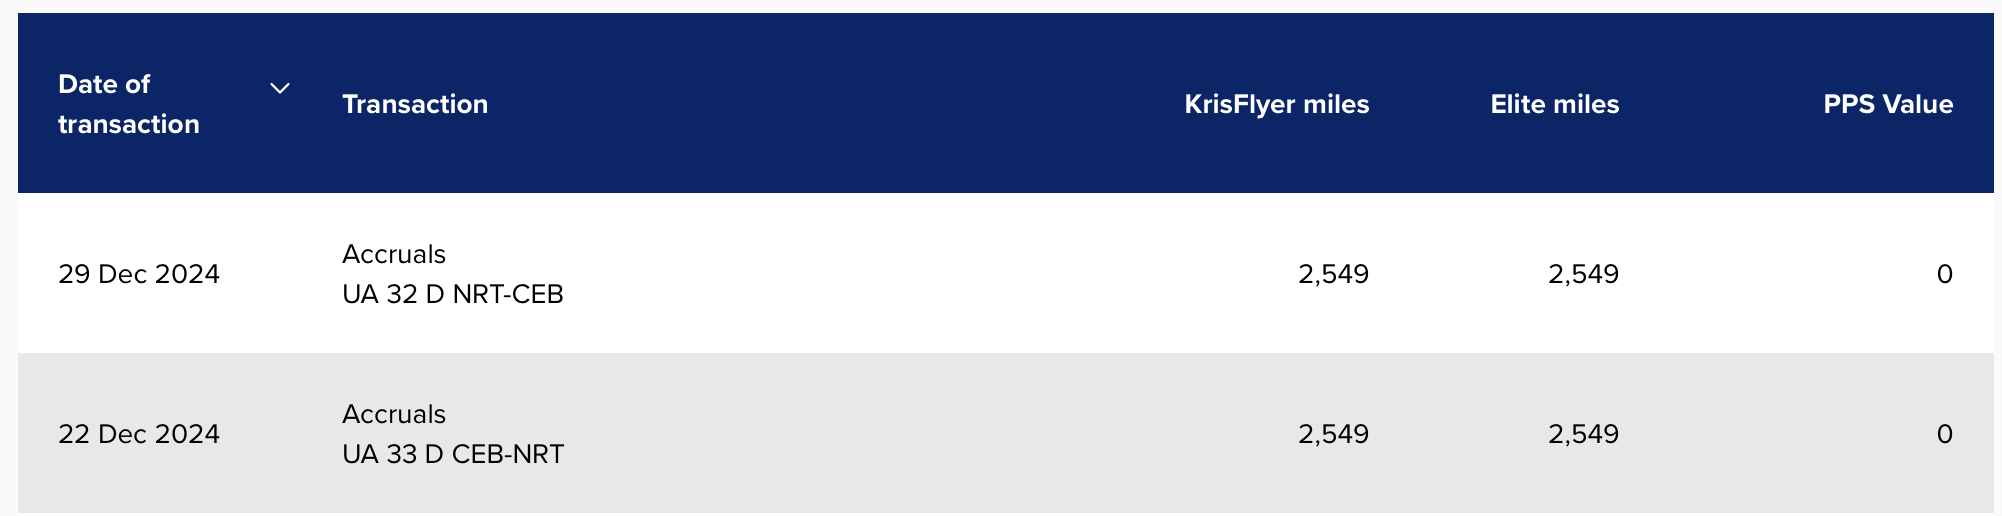 Date of
transaction
Transaction
KrisFlyer miles
Elite miles
PPS Value
29 Dec 2024
Accruals
UA 32 D NRT-CEB
2,549
2,549
0
22 Dec 2024
Accruals
UA 33 D CEB-NRT
2,549
2,549
0